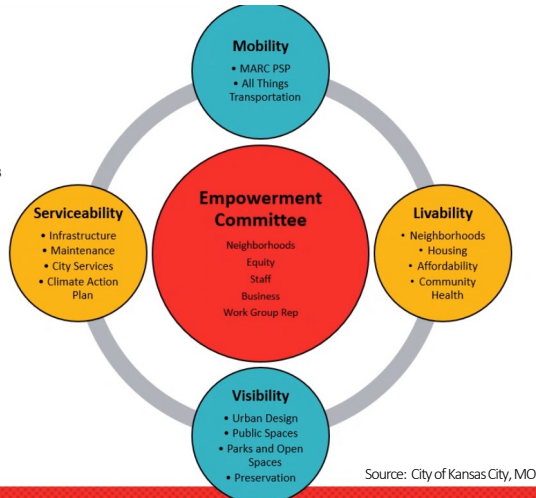 Mobility
• MARC PSP
• All Things
Transportation
Serviceability
• Infrastructure
• Maintenance
• City Services
• Climate Action
Plan
Empowerment
Committee
Neighborhoods
Equity
Staff
Business
Work Group Rep
Livability
• Neighborhoods
• Housing
• Affordability
• Community
Health
Visibility
• Urban Design
• Public Spaces
• Parks and Open
Spaces
• Preservation
Source: City of Kansas City, MO